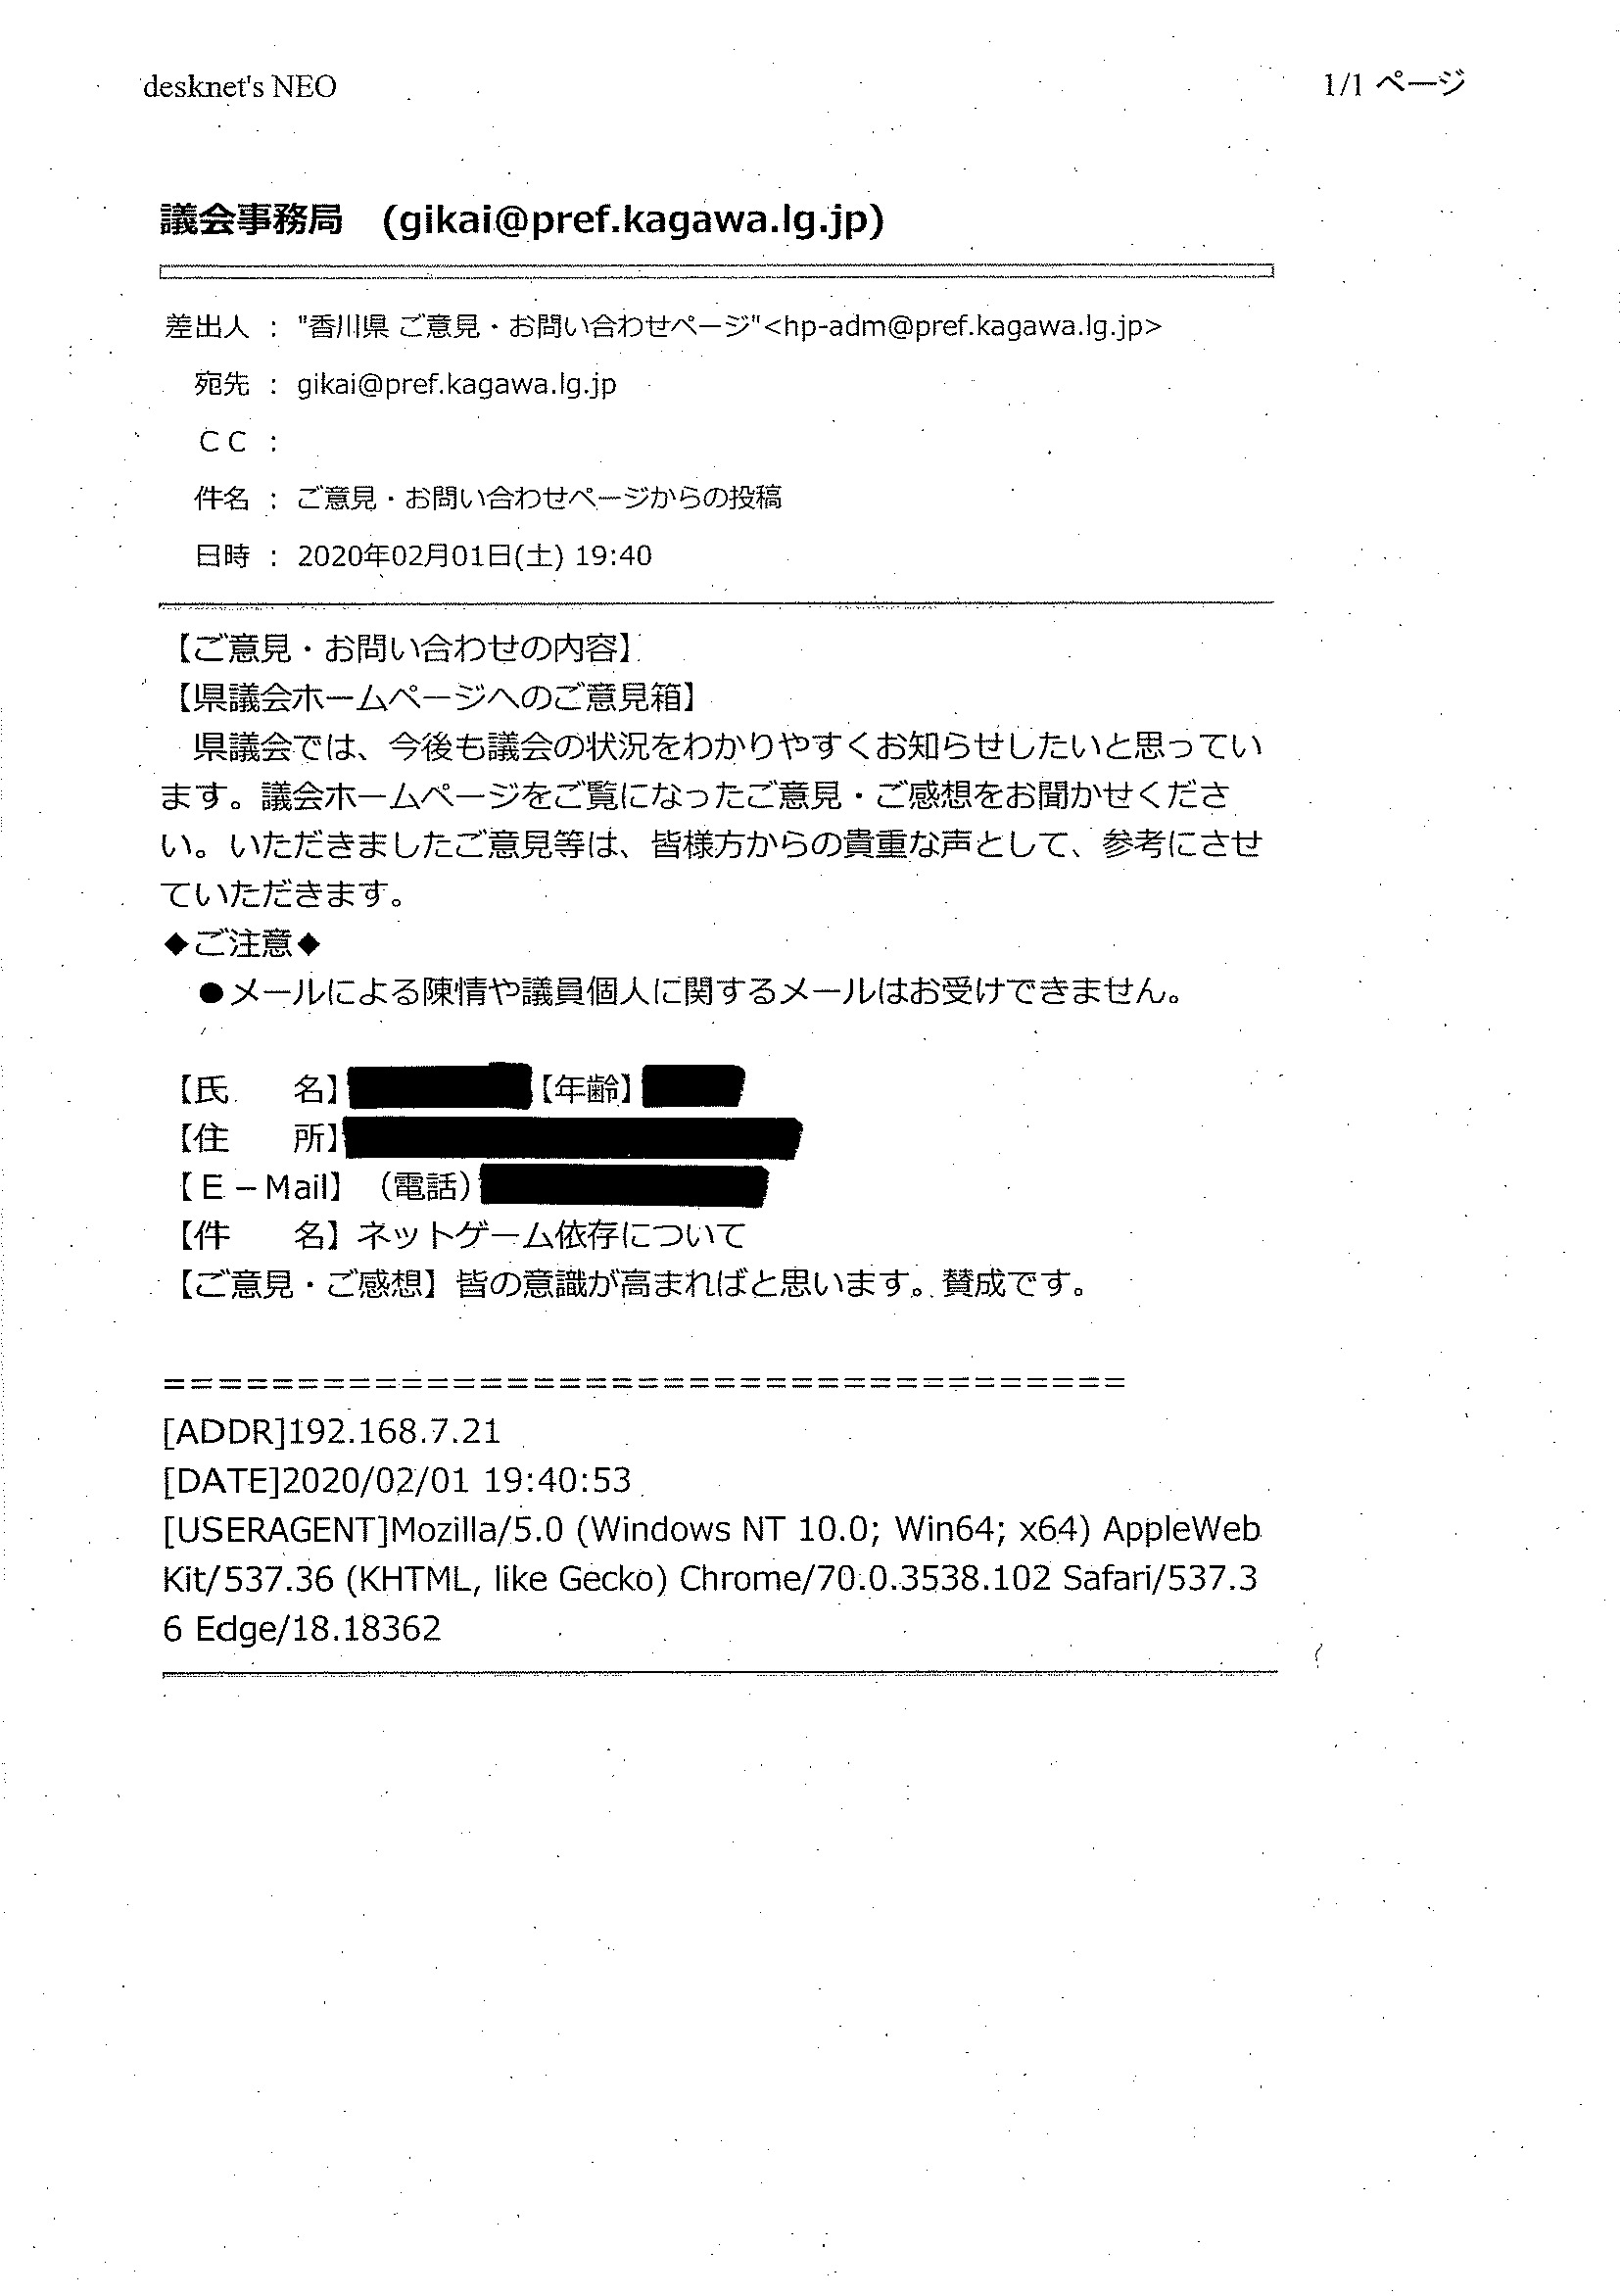 desknet's NEO
1/1 ページ
議会事務局 (gikai@pref.kagawa.lg.jp)
差出人 : "香川県 ご意見・お問い合わせページ"<hp-adm@pref.kagawa.lg.jp>
宛先 : gikai@pref.kagawa.lg.jp
ＣＣ :
件名 : ご意見・お問い合わせページからの投稿
日時 : 2020年02月01日(土) 19:40
【ご意見・お問い合わせの内容】
【県議会ホームページへのご意見箱】
　県議会では、今後も議会の状況をわかりやすくお知らせしたいと思ってい
ます。議会ホームページをご覧になったご意見・ご感想をお聞かせくださ
い。いただきましたご意見等は、皆様方からの貴重な声として、参考にさせ
ていただきます。
◆ご注意◆
　●メールによる陳情や議員個人に関するメールはお受けできません。
【氏　　名】【年齢】
【住　　所】
【Ｅ－Mail】（電話）
【件　　名】ネットゲーム依存について
【ご意見・ご感想】皆の意識が高まればと思います。賛成です。
=====================================
[ADDR]192.168.7.21
[DATE]2020/02/01 19:40:53
[USERAGENT]Mozilla/5.0 (Windows NT 10.0; Win64; x64) AppleWeb
Kit/537.36 (KHTML, like Gecko) Chrome/70.0.3538.102 Safari/537.3
6 Edge/18.18362